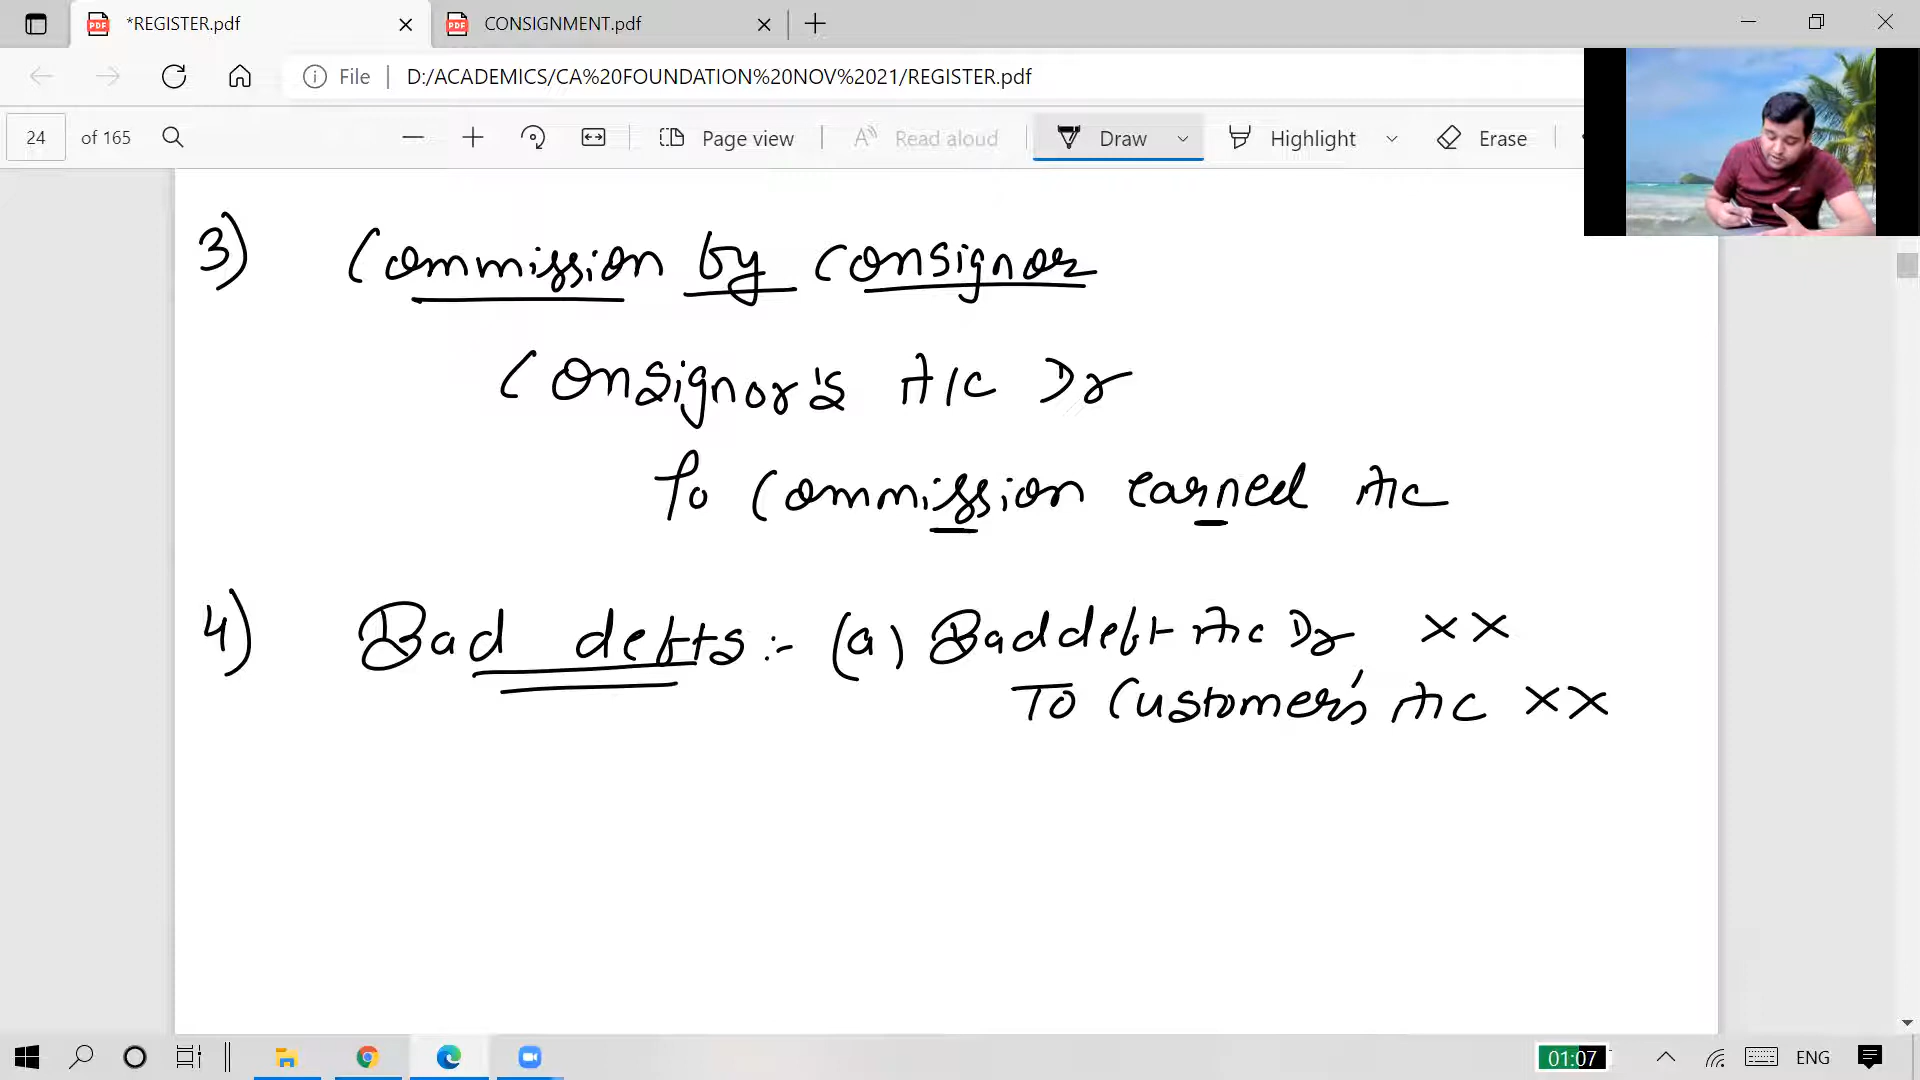 *REGISTER.pdf
CONSIGNMENT.pdf
File
D:/ACADEMICS/CA%20FOUNDATION%20NOV%2021/REGISTER.pdf
24 of 165
Page view
Read aloud
Draw
Highlight
Erase
3) Commission by Consignor
Consignor's A/C Dr
To Commission earned A/C
4) Bad debts :- (a) Bad debt A/C Dr XX
To Customer's A/C XX
01:07
ENG